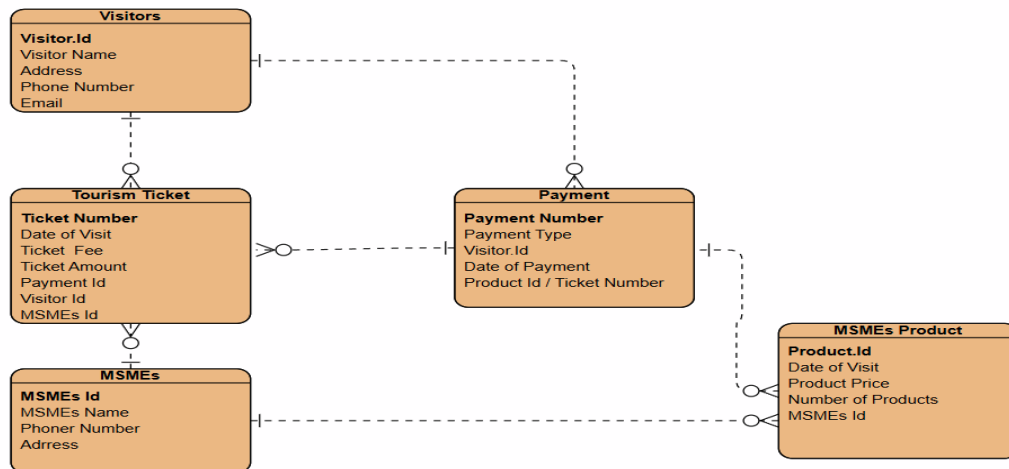 Visitors
Visitor.Id
Visitor Name
Address
Phone Number
Email
Tourism Ticket
Ticket Number
Date of Visit
Ticket Fee
Ticket Amount
Payment Id
Visitor Id
MSMEs Id
Payment
Payment Number
Payment Type
Visitor.Id
Date of Payment
Product Id / Ticket Number
MSMEs
MSMEs Id
MSMEs Name
Phoner Number
Adrress
MSMEs Product
Product.Id
Date of Visit
Product Price
Number of Products
MSMEs Id